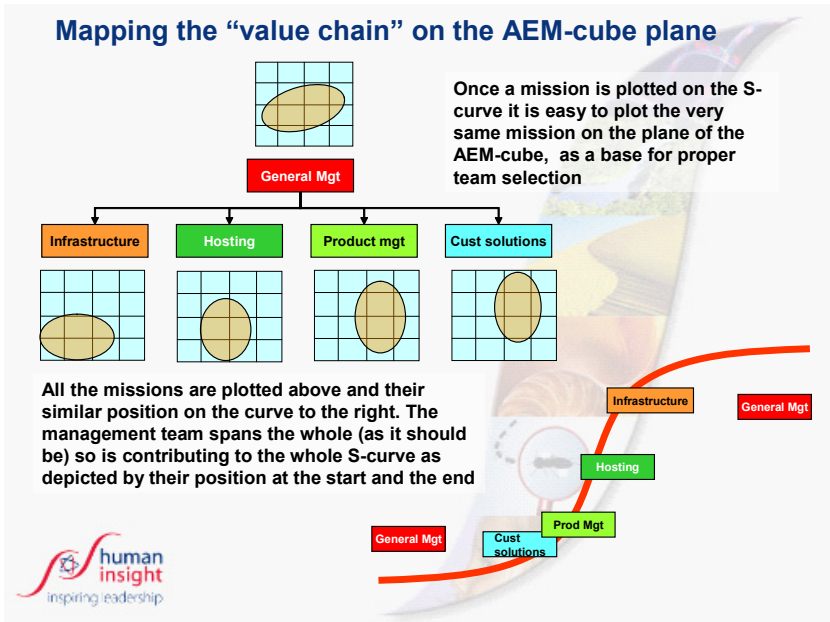 Mapping the “value chain” on the AEM-cube plane
Once a mission is plotted on the S-
curve it is easy to plot the very
same mission on the plane of the
AEM-cube,  as a base for proper
team selection
General Mgt
Infrastructure
Hosting
Product mgt
Cust solutions
All the missions are plotted above and their
similar position on the curve to the right. The
management team spans the whole (as it should
be) so is contributing to the whole S-curve as
depicted by their position at the start and the end
Infrastructure
General Mgt
Hosting
Prod Mgt
General Mgt
Cust
solutions
human
insight
inspiring leadership